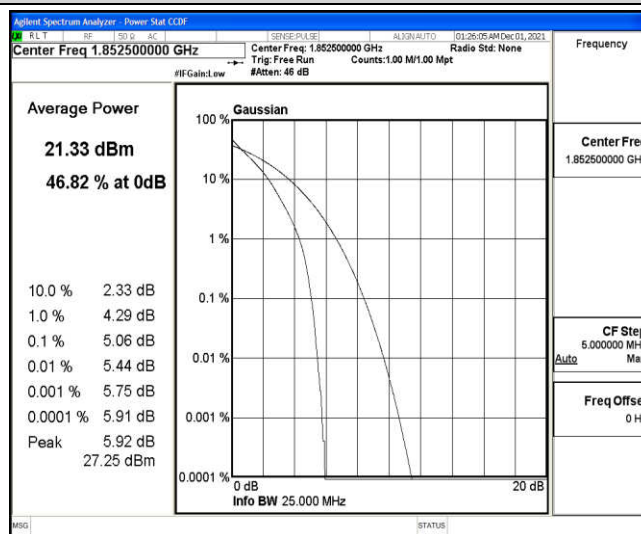 Agilent Spectrum Analyzer - Power Stat CCDF
RLT RF 50 Ω AC SENSE:PULSE ALIGNAUTO 01:26:05 AM Dec 01, 2021
Center Freq 1.852500000 GHz
Center Freq: 1.852500000 GHz Radio Std: None
Trig: Free Run Counts:1.00 M/1.00 Mpt
#IFGain:Low #Atten: 46 dB
Frequency
Average Power
21.33 dBm
46.82 % at 0dB
10.0 % 2.33 dB
1.0 % 4.29 dB
0.1 % 5.06 dB
0.01 % 5.44 dB
0.001 % 5.75 dB
0.0001 % 5.91 dB
Peak 5.92 dB
27.25 dBm
Gaussian
100 %
10 %
1 %
0.1 %
0.01 %
0.001 %
0.0001 %
0 dB 20 dB
Info BW 25.000 MHz
Center Fre
1.852500000 GH
CF Step
5.000000 MH
Auto Ma
Freq Offse
0 H
MSG STATUS